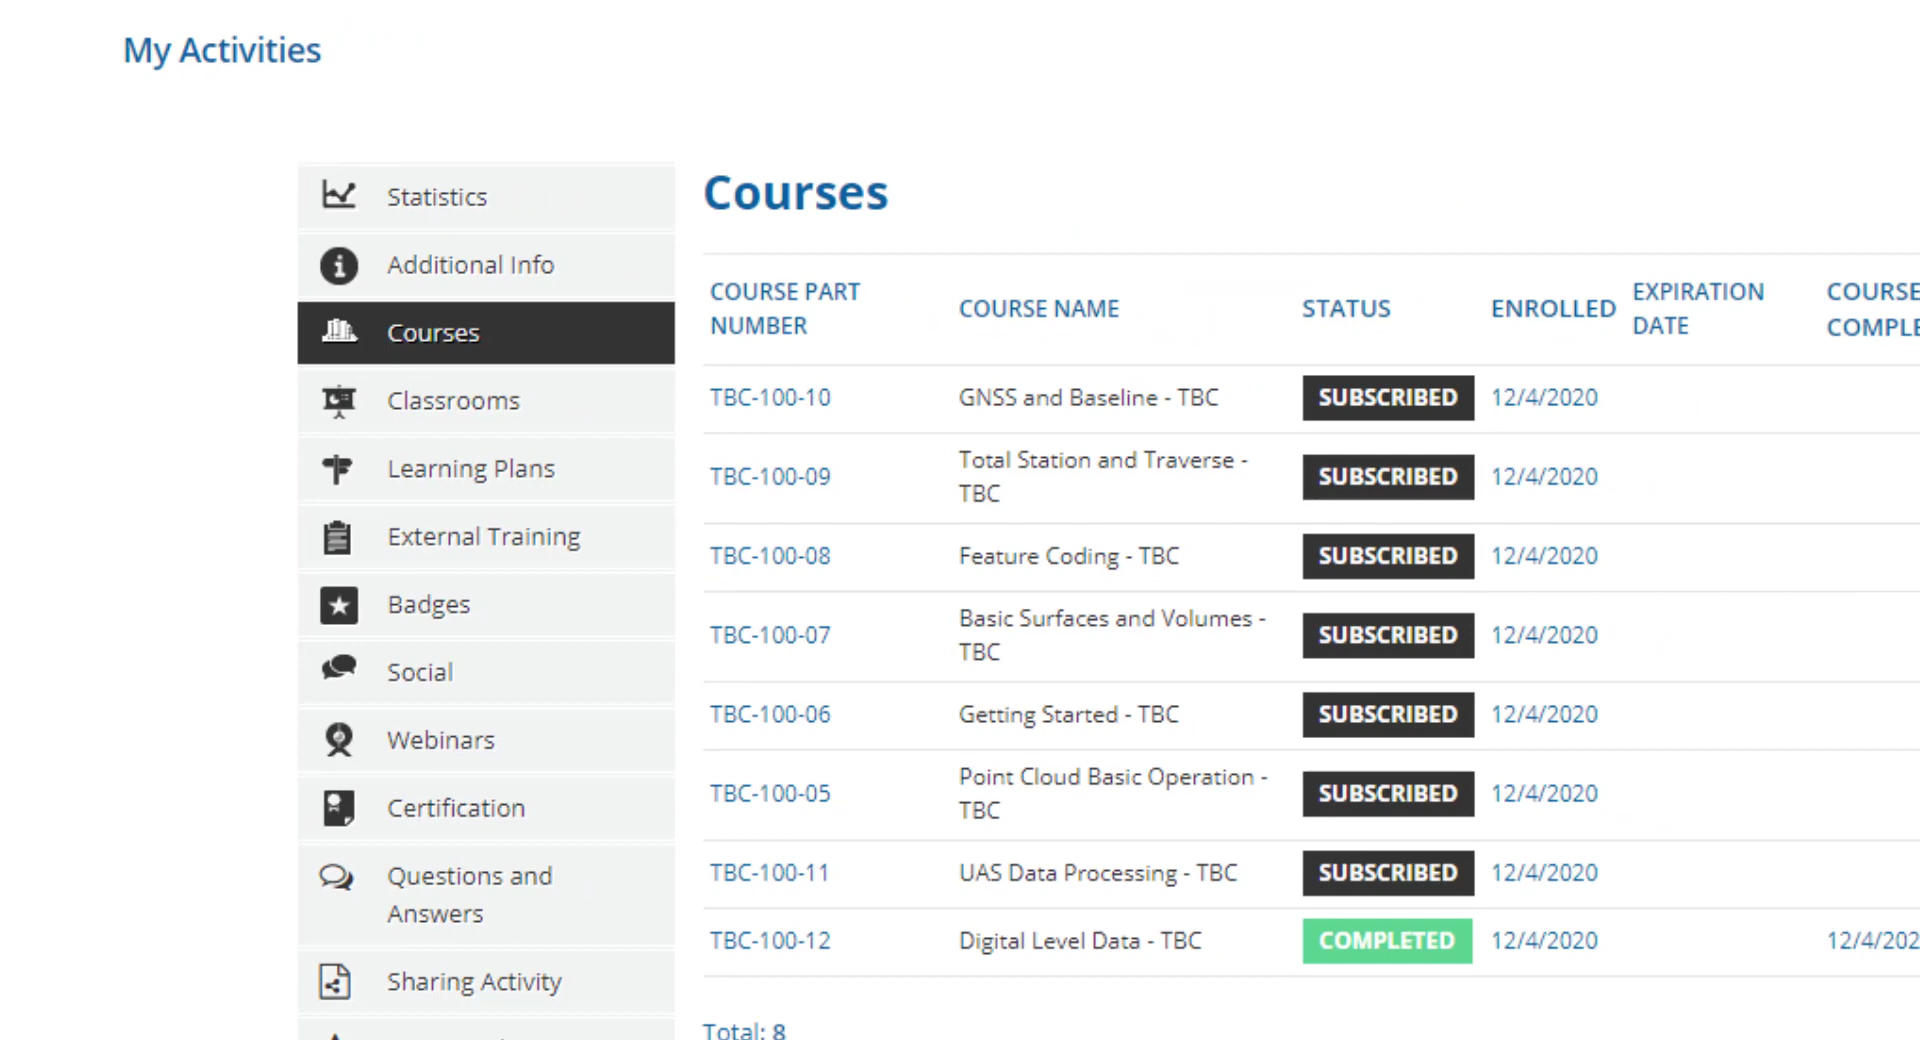 My Activities
Statistics
Additional Info
Courses
Classrooms
Learning Plans
External Training
Badges
Social
Webinars
Certification
Questions and
Answers
Sharing Activity
Courses
COURSE PART
NUMBER
COURSE NAME
STATUS
ENROLLED
EXPIRATION
DATE
COURSE
COMPLE
TBC-100-10 GNSS and Baseline - TBC SUBSCRIBED 12/4/2020
TBC-100-09 Total Station and Traverse -
TBC SUBSCRIBED 12/4/2020
TBC-100-08 Feature Coding - TBC SUBSCRIBED 12/4/2020
TBC-100-07 Basic Surfaces and Volumes -
TBC SUBSCRIBED 12/4/2020
TBC-100-06 Getting Started - TBC SUBSCRIBED 12/4/2020
TBC-100-05 Point Cloud Basic Operation -
TBC SUBSCRIBED 12/4/2020
TBC-100-11 UAS Data Processing - TBC SUBSCRIBED 12/4/2020
TBC-100-12 Digital Level Data - TBC COMPLETED 12/4/2020 12/4/202
Total: 8